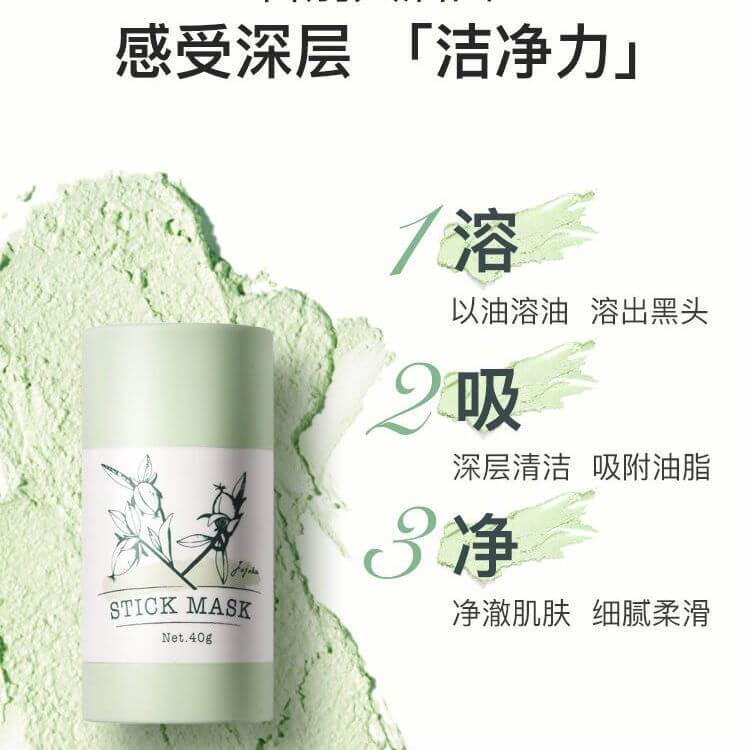 感受深层 「洁净力」
1 溶
以油溶油 溶出黑头
2 吸
深层清洁 吸附油脂
3 净
净澈肌肤 细腻柔滑
Jojoba
STICK MASK
Net.40g